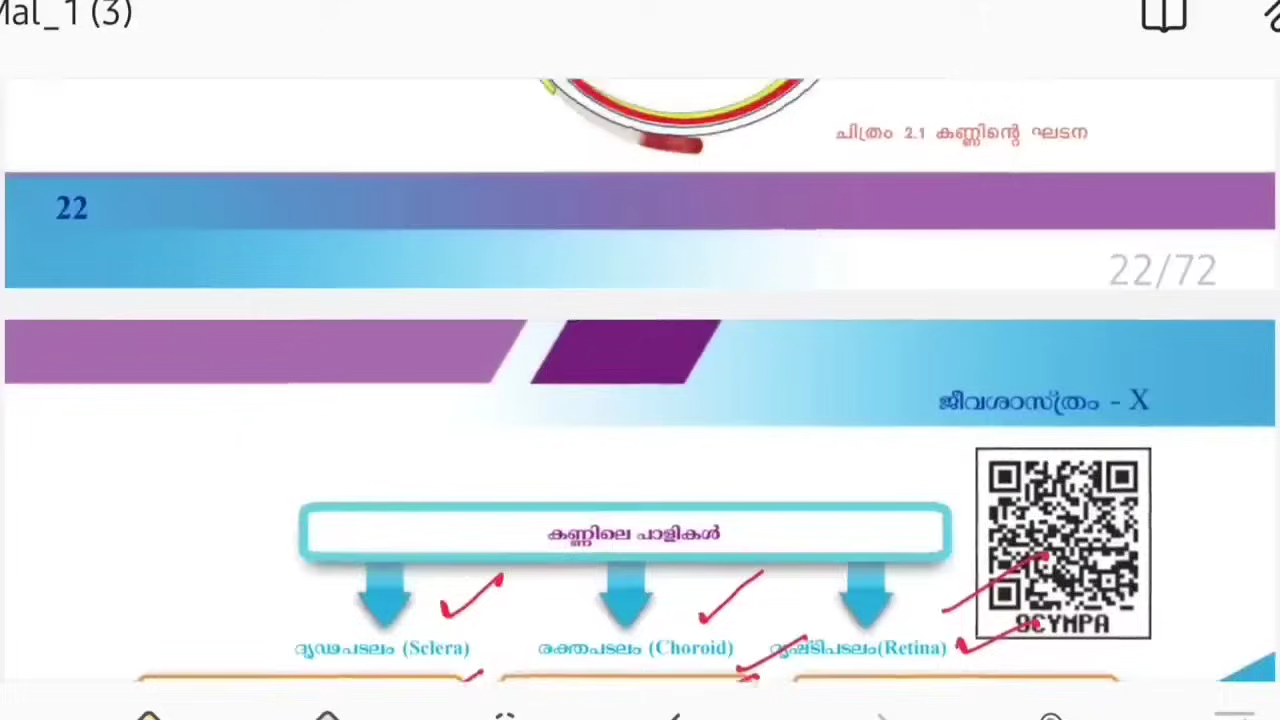 Mal_1 (3)
ചിത്രം 2.1 കണ്ണിന്റെ ഘടന
22
22/72
ജീവശാസ്ത്രം - X
കണ്ണിലെ പാളികൾ
9EYMPA
ദൃഢപടലം (Sclera)
രക്തപടലം (Choroid)
ദൃഷ്ടിപടലം(Retina)